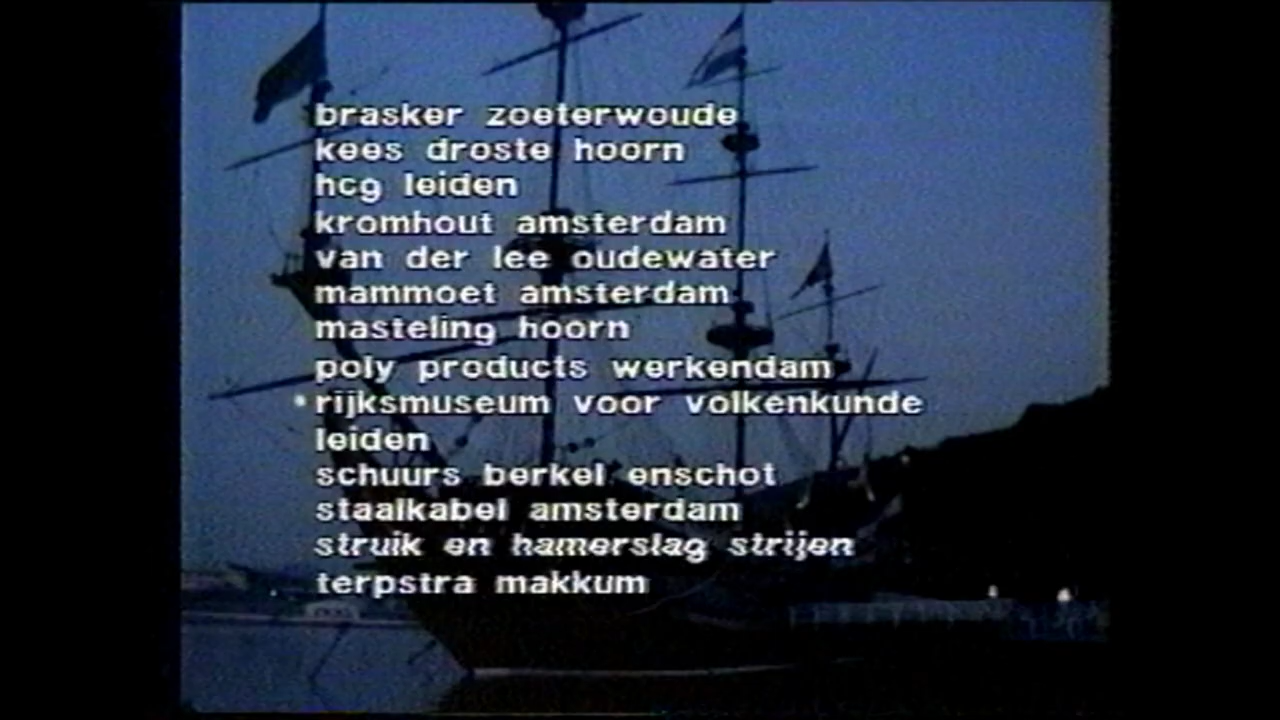 brasker zoeterwoude
kees droste hoorn
hcg leiden
kromhout amsterdam
van der lee oudewater
mammoet amsterdam
masteling hoorn
poly products werkendam
rijksmuseum voor volkenkunde
leiden
schuurs berkel enschot
staalkabel amsterdam
struik en hamerslag strijen
terpstra makkum